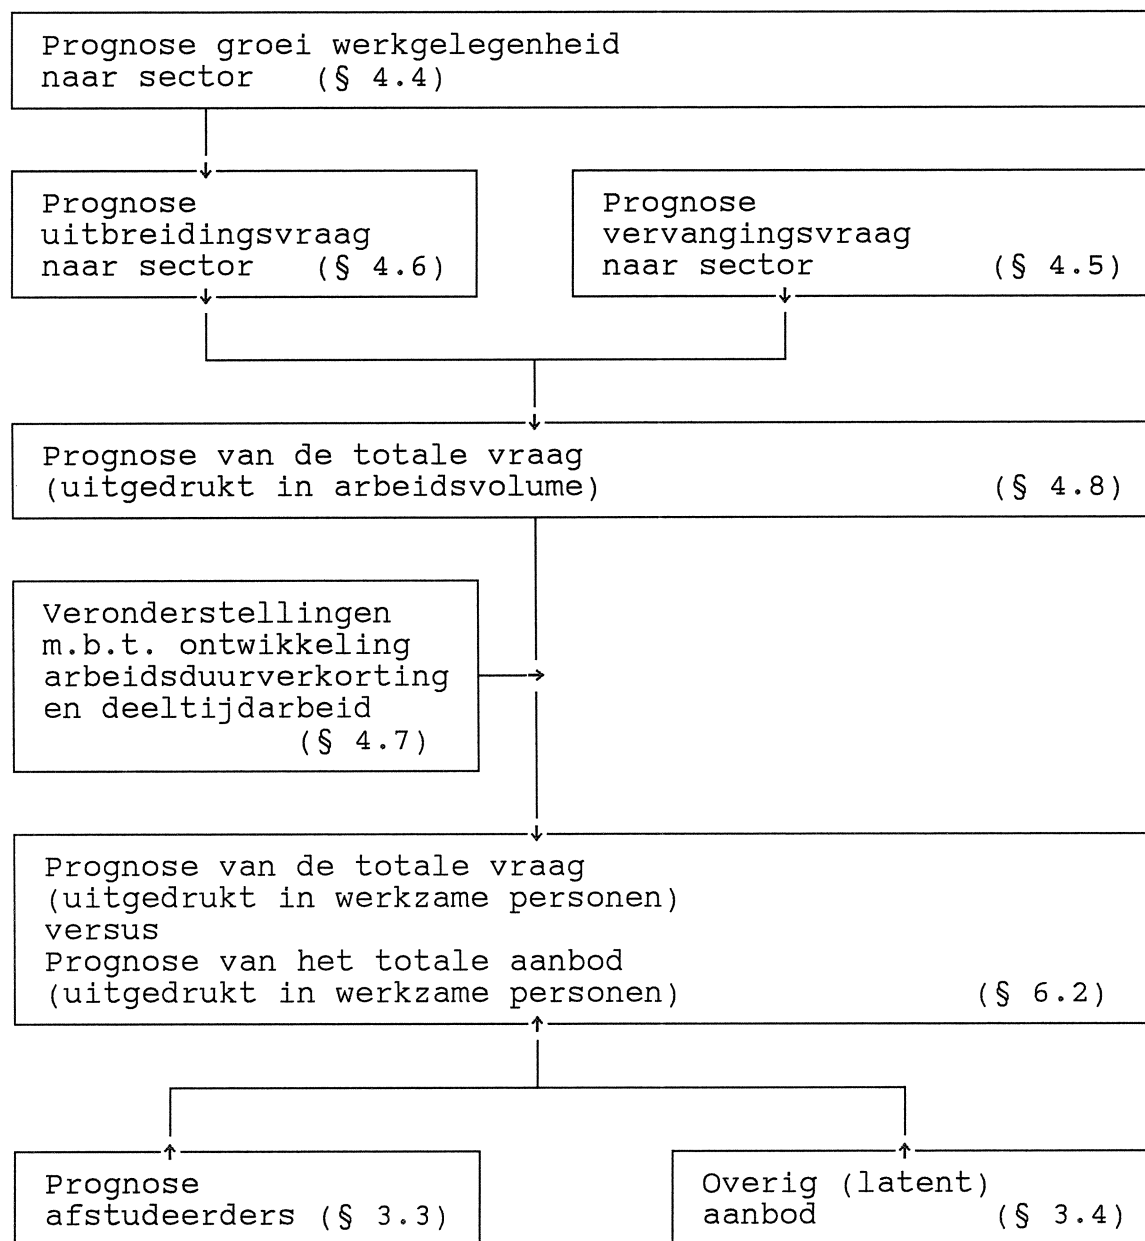 Prognose groei werkgelegenheid
naar sector (§ 4.4)
Prognose
uitbreidingsvraag
naar sector (§ 4.6)
Prognose
vervangingsvraag
naar sector (§ 4.5)
Prognose van de totale vraag
(uitgedrukt in arbeidsvolume) (§ 4.8)
Veronderstellingen
m.b.t. ontwikkeling
arbeidsduurverkorting
en deeltijdarbeid
(§ 4.7)
Prognose van de totale vraag
(uitgedrukt in werkzame personen)
versus
Prognose van het totale aanbod
(uitgedrukt in werkzame personen) (§ 6.2)
Prognose
afstudeerders (§ 3.3)
Overig (latent)
aanbod (§ 3.4)